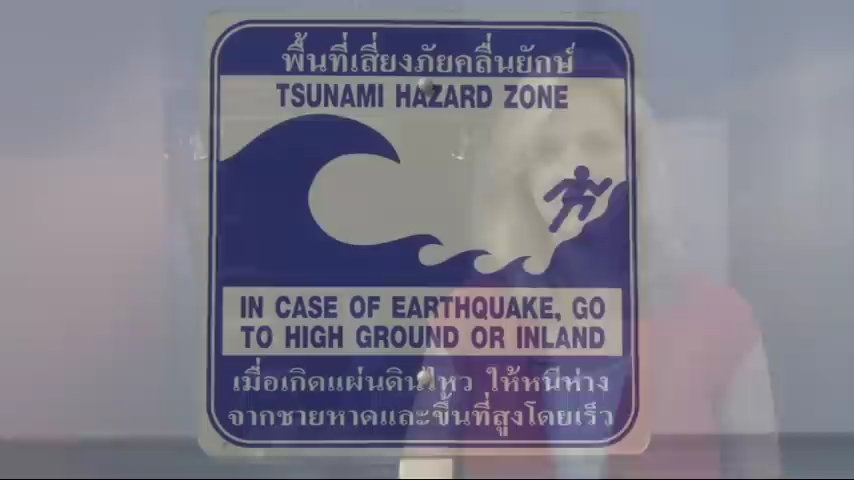 พื้นที่เสี่ยงภัยคลื่นยักษ์
TSUNAMI HAZARD ZONE
IN CASE OF EARTHQUAKE, GO
TO HIGH GROUND OR INLAND
เมื่อเกิดแผ่นดินไหว ให้หนีห่าง
จากชายหาดและขึ้นที่สูงโดยเร็ว